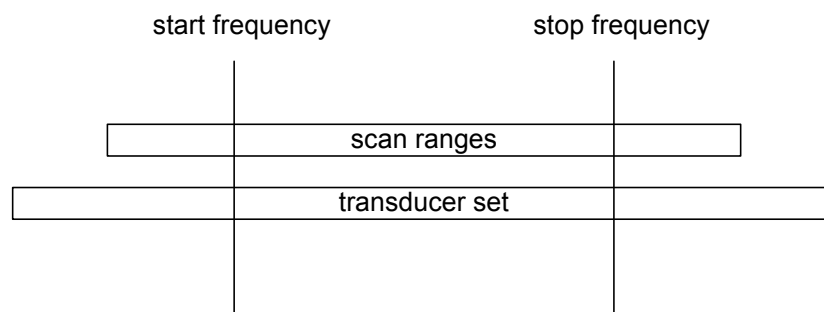 start frequency
stop frequency
scan ranges
transducer set